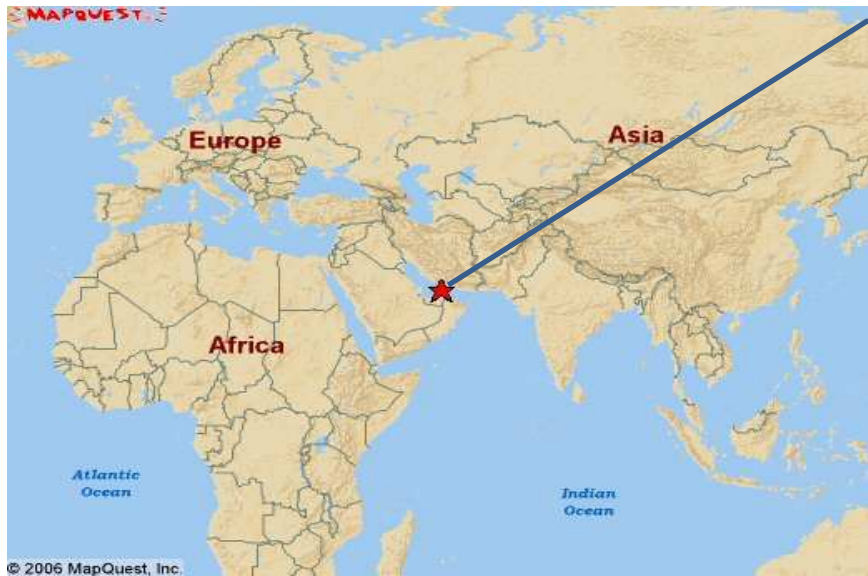 MAPQUEST.
Europe
Asia
Africa
Atlantic
Ocean
Indian
Ocean
© 2006 MapQuest, Inc.